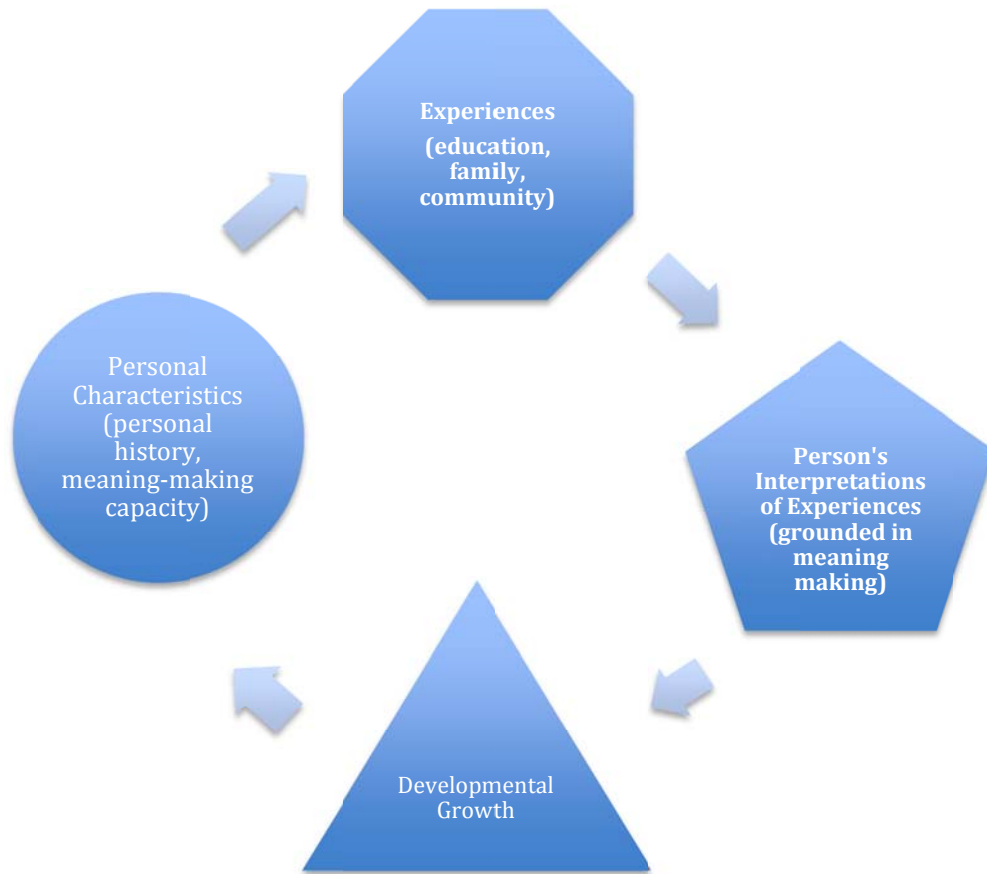 Experiences
(education,
family,
community)
Person's
Interpretations
of Experiences
(grounded in
meaning
making)
Developmental
Growth
Personal
Characteristics
(personal
history,
meaning-making
capacity)